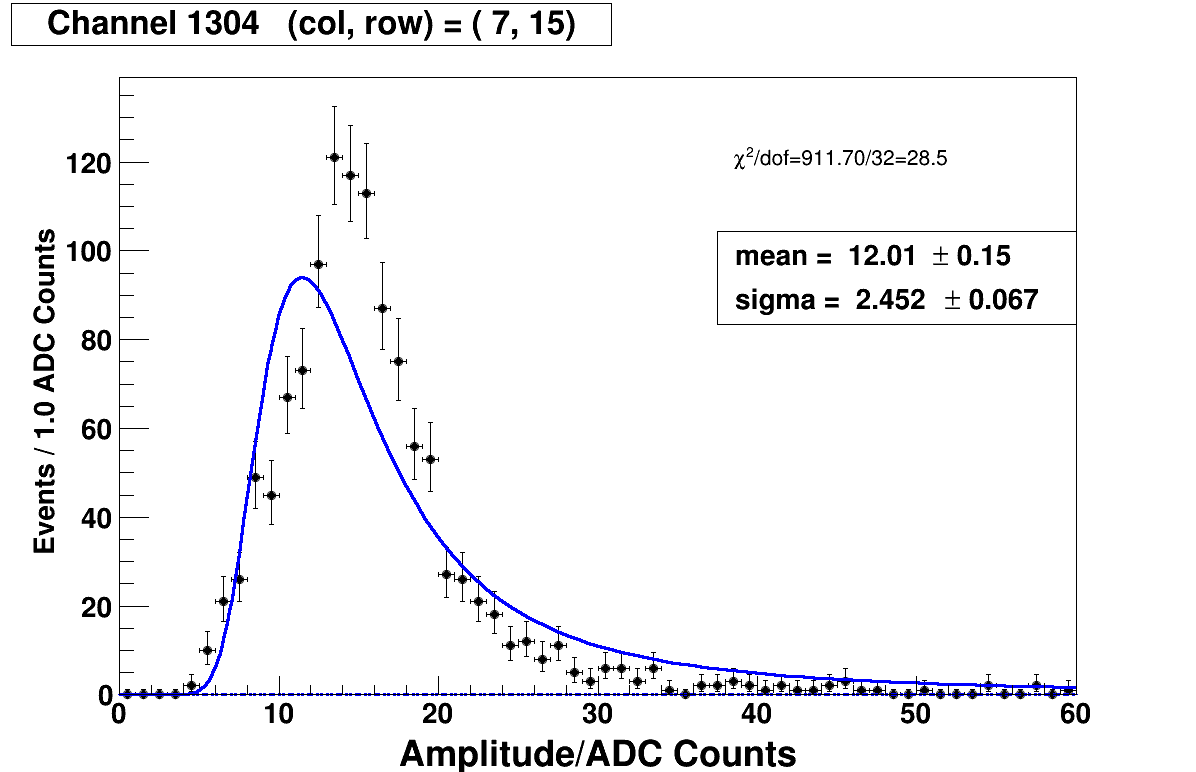 Channel 1304 (col, row) = ( 7, 15)
χ²/dof=911.70/32=28.5
mean = 12.01 ± 0.15
sigma = 2.452 ± 0.067
Events / 1.0 ADC Counts
120
100
80
60
40
20
0
0 10 20 30 40 50 60
Amplitude/ADC Counts